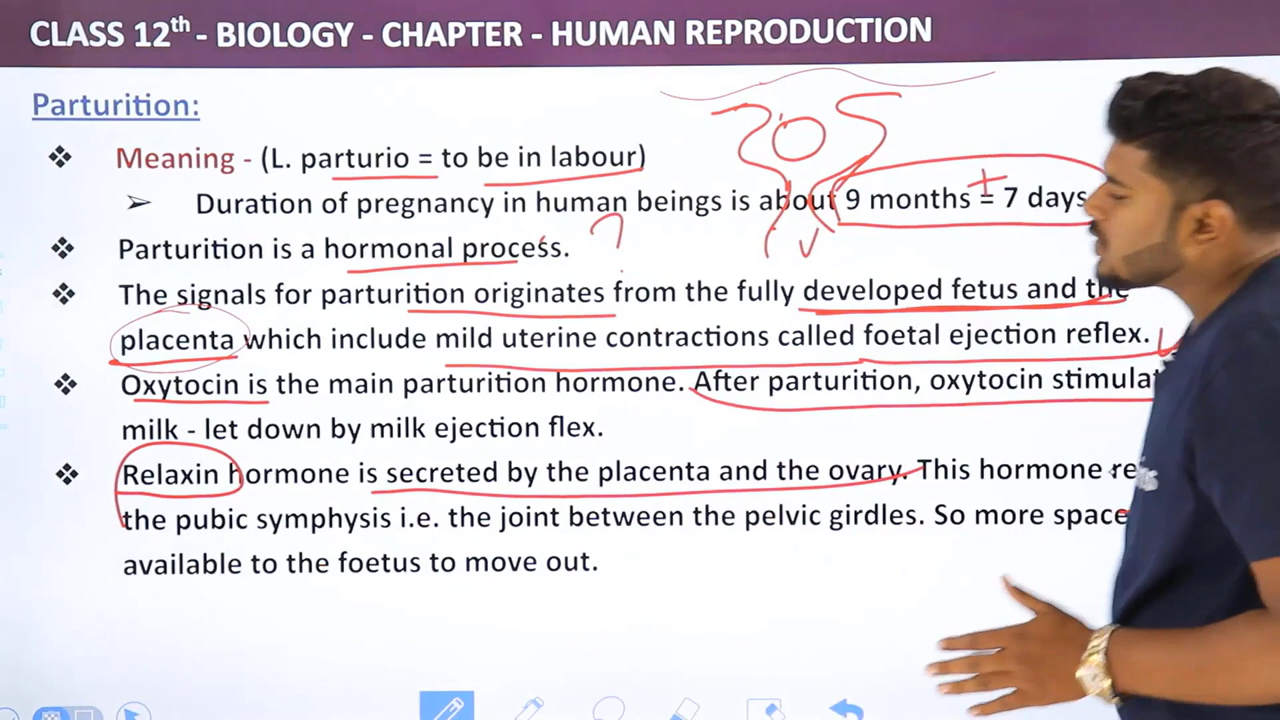 CLASS 12th - BIOLOGY - CHAPTER - HUMAN REPRODUCTION
Parturition:
❖ Meaning - (L. parturio = to be in labour)
➢ Duration of pregnancy in human beings is about 9 months ± = 7 days
❖ Parturition is a hormonal process. ?
❖ The signals for parturition originates from the fully developed fetus and the
placenta which include mild uterine contractions called foetal ejection reflex.
❖ Oxytocin is the main parturition hormone. After parturition, oxytocin
milk - let down by milk ejection flex.
❖ Relaxin hormone is secreted by the placenta and the ovary. This hormone
the pubic symphysis i.e. the joint between the pelvic girdles. So more space
available to the foetus to move out.